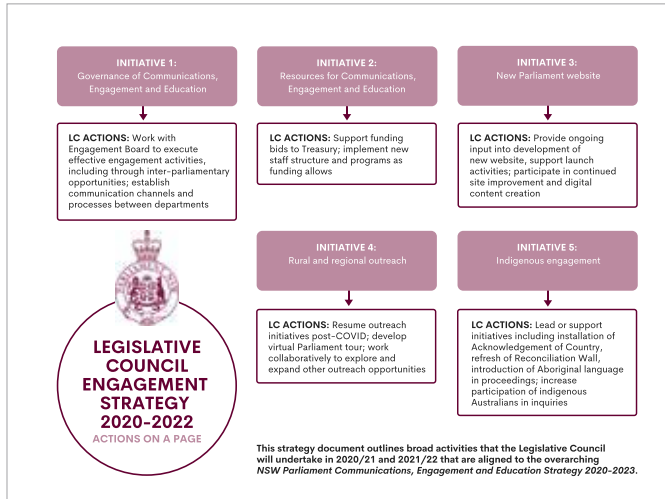 INITIATIVE 1:
Governance of Communications,
Engagement and Education
LC ACTIONS: Work with
Engagement Board to execute
effective engagement activities,
including through inter-parliamentary
opportunities; establish
communication channels and
processes between departments
INITIATIVE 2:
Resources for Communications,
Engagement and Education
LC ACTIONS: Support funding
bids to Treasury; implement new
staff structure and programs as
funding allows
INITIATIVE 3:
New Parliament website
LC ACTIONS: Provide ongoing
input into development of
new website, support launch
activities; participate in continued
site improvement and digital
content creation
PARLIAMENT NSW
LEGISLATIVE
COUNCIL
ENGAGEMENT
STRATEGY
2020-2022
ACTIONS ON A PAGE
INITIATIVE 4:
Rural and regional outreach
LC ACTIONS: Resume outreach
initiatives post-COVID; develop
virtual Parliament tour; work
collaboratively to explore and
expand other outreach opportunities
INITIATIVE 5:
Indigenous engagement
LC ACTIONS: Lead or support
initiatives including installation of
Acknowledgement of Country,
refresh of Reconciliation Wall,
introduction of Aboriginal language
in proceedings; increase
participation of indigenous
Australians in inquiries
This strategy document outlines broad activities that the Legislative Council
will undertake in 2020/21 and 2021/22 that are aligned to the overarching
NSW Parliament Communications, Engagement and Education Strategy 2020-2023.